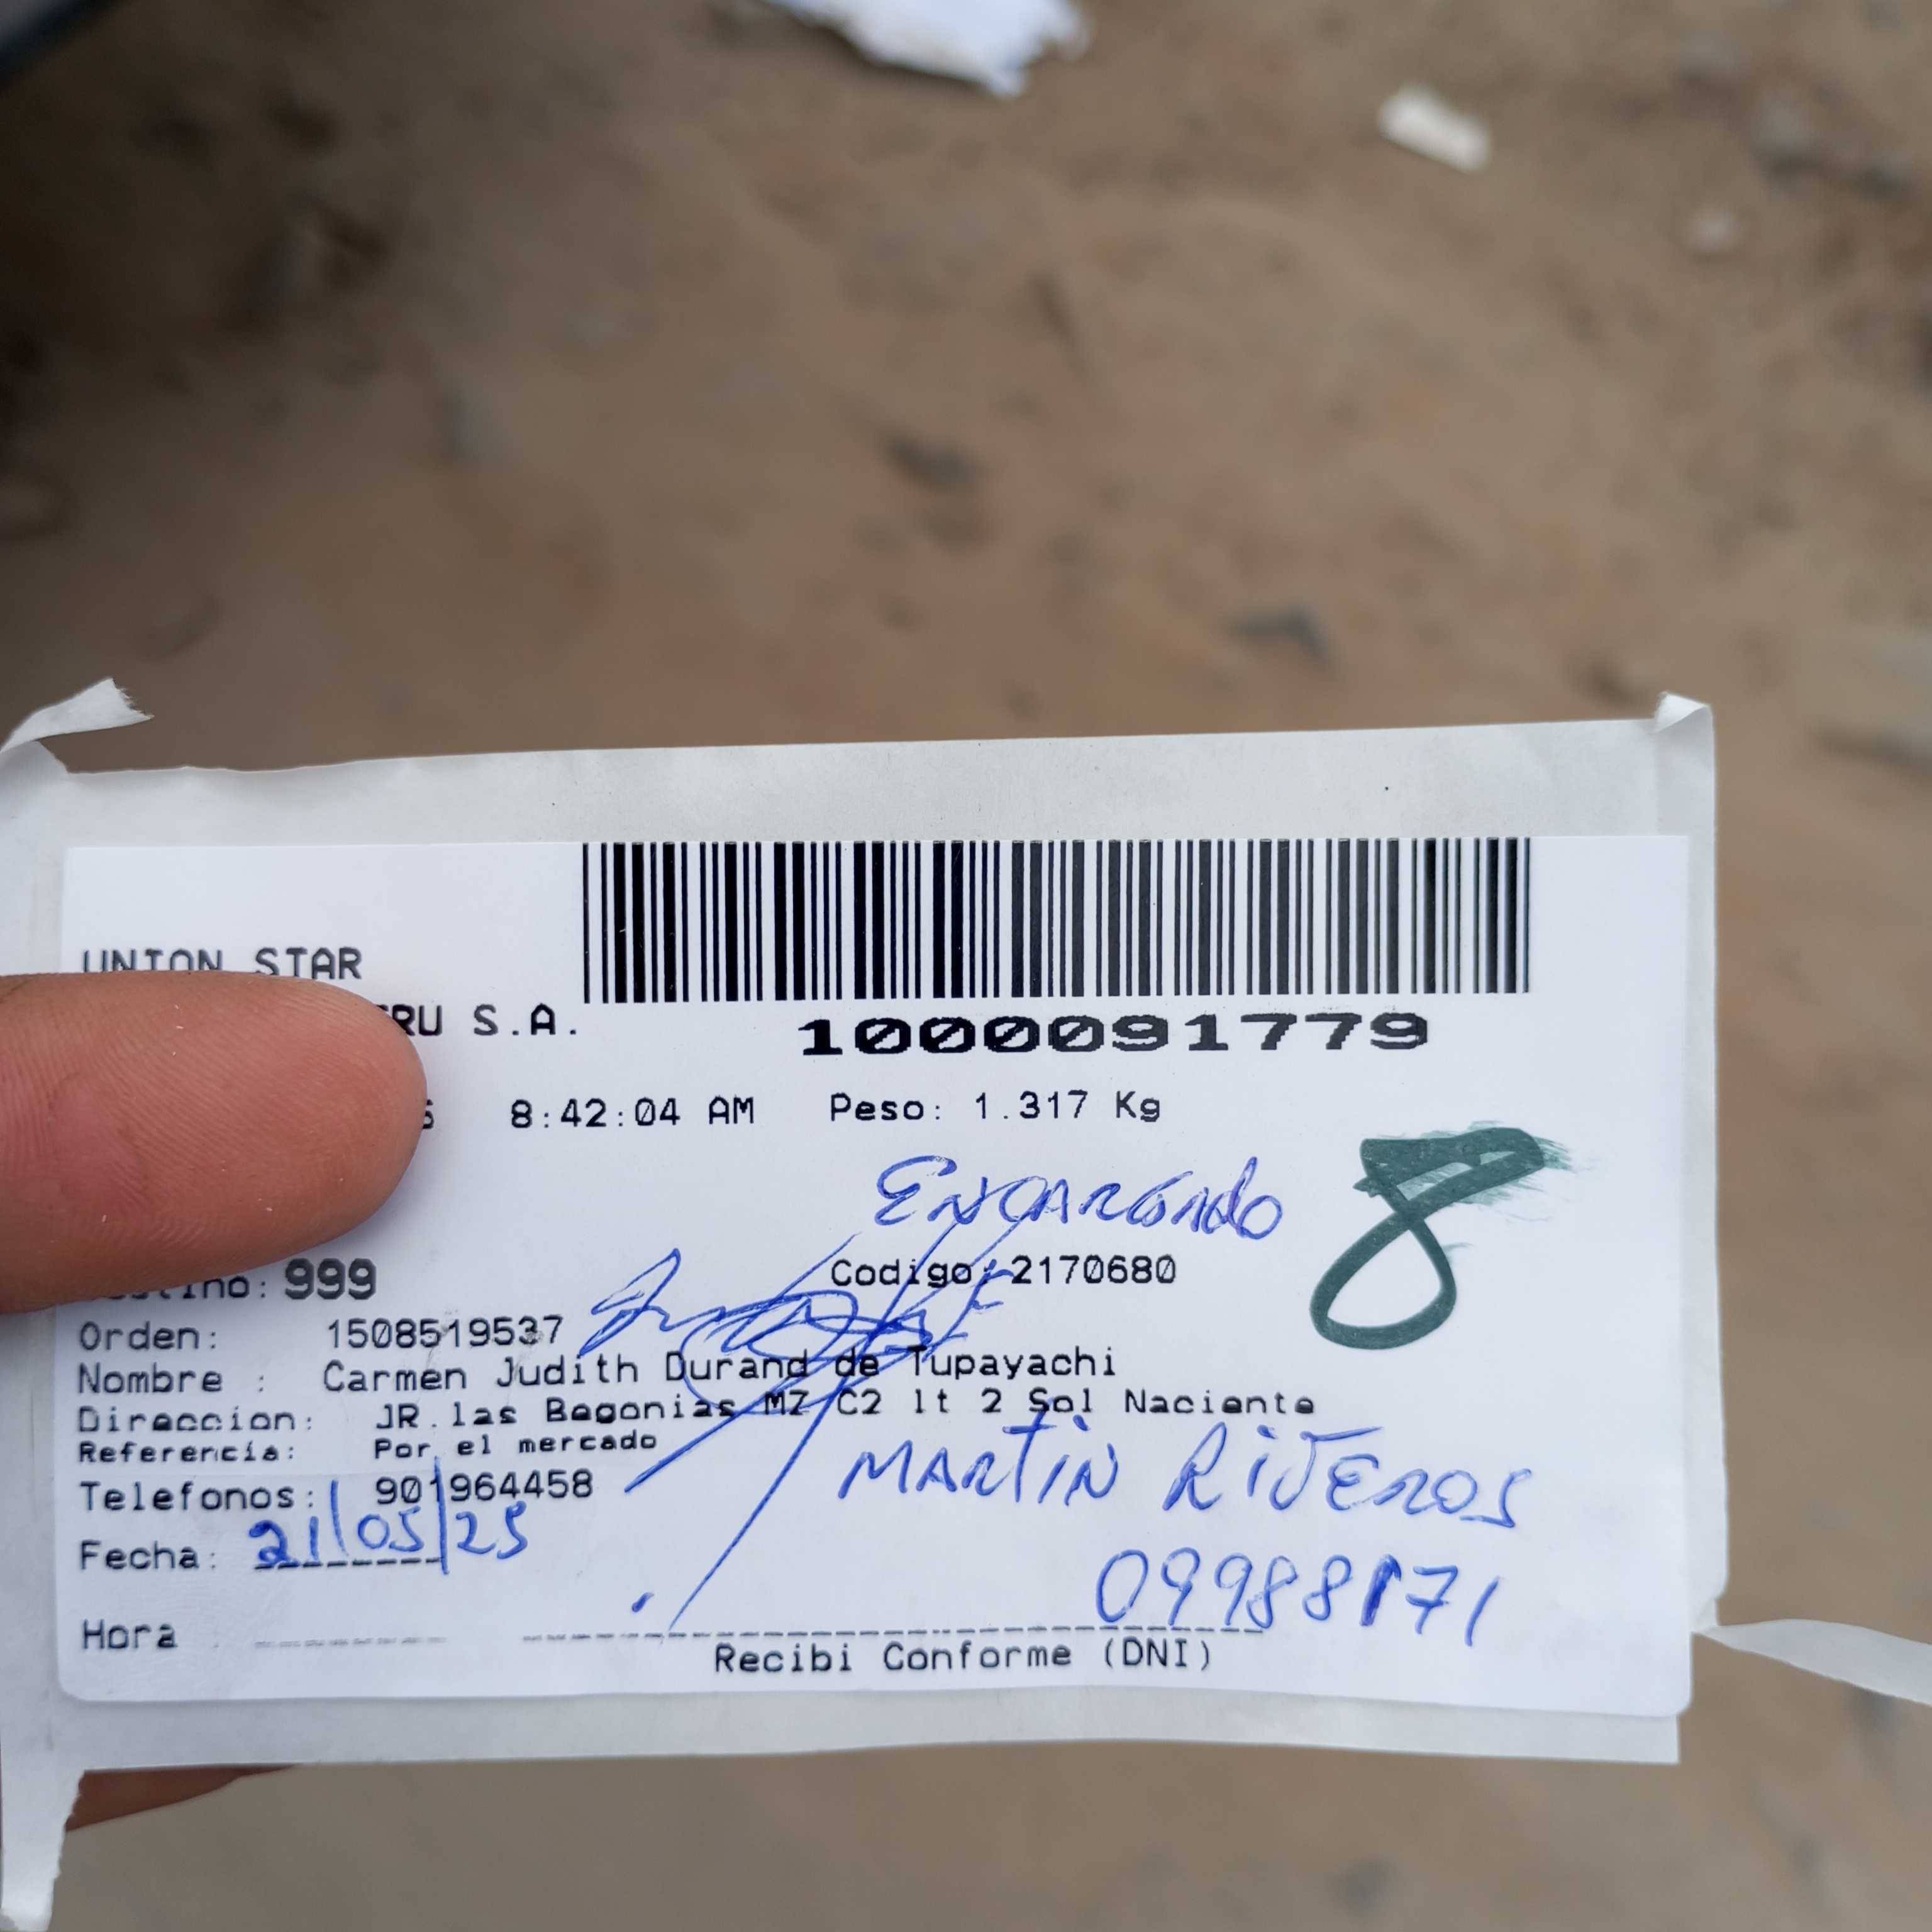 UNION STAR
S.A.
1000091779
8:42:04 AM Peso: 1.317 Kg
ENCARGADO
8
999 Codigo: 2170680
Orden: 1508519537
Nombre : Carmen Judith Durand de Tupayachi
Direccion: JR.las Begonias MZ C2 lt 2 Sol Naciente
Referencia: Por el mercado
MARTIN RIVEROS
Telefonos: 901964458
Fecha: 21/05/25
09988171
Hora
Recibi Conforme (DNI)